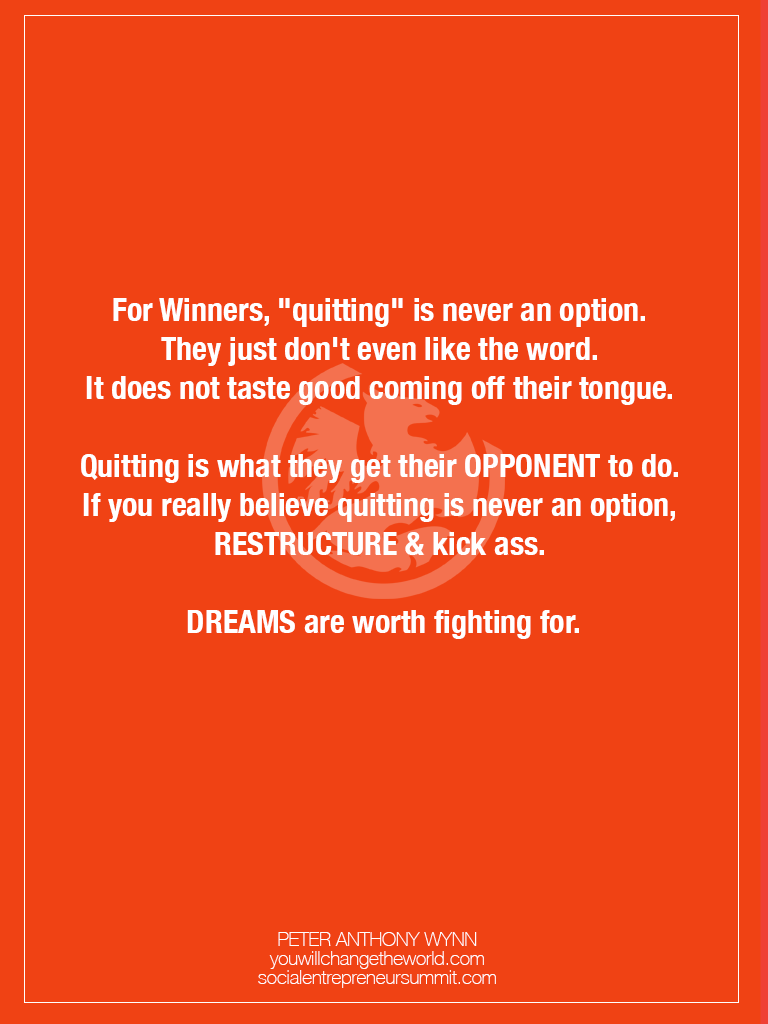 For Winners, "quitting" is never an option.
They just don't even like the word.
It does not taste good coming off their tongue.
Quitting is what they get their OPPONENT to do.
If you really believe quitting is never an option,
RESTRUCTURE & kick ass.
DREAMS are worth fighting for.
PETER ANTHONY WYNN
youwillchangetheworld.com
socialentrepreneursummit.com